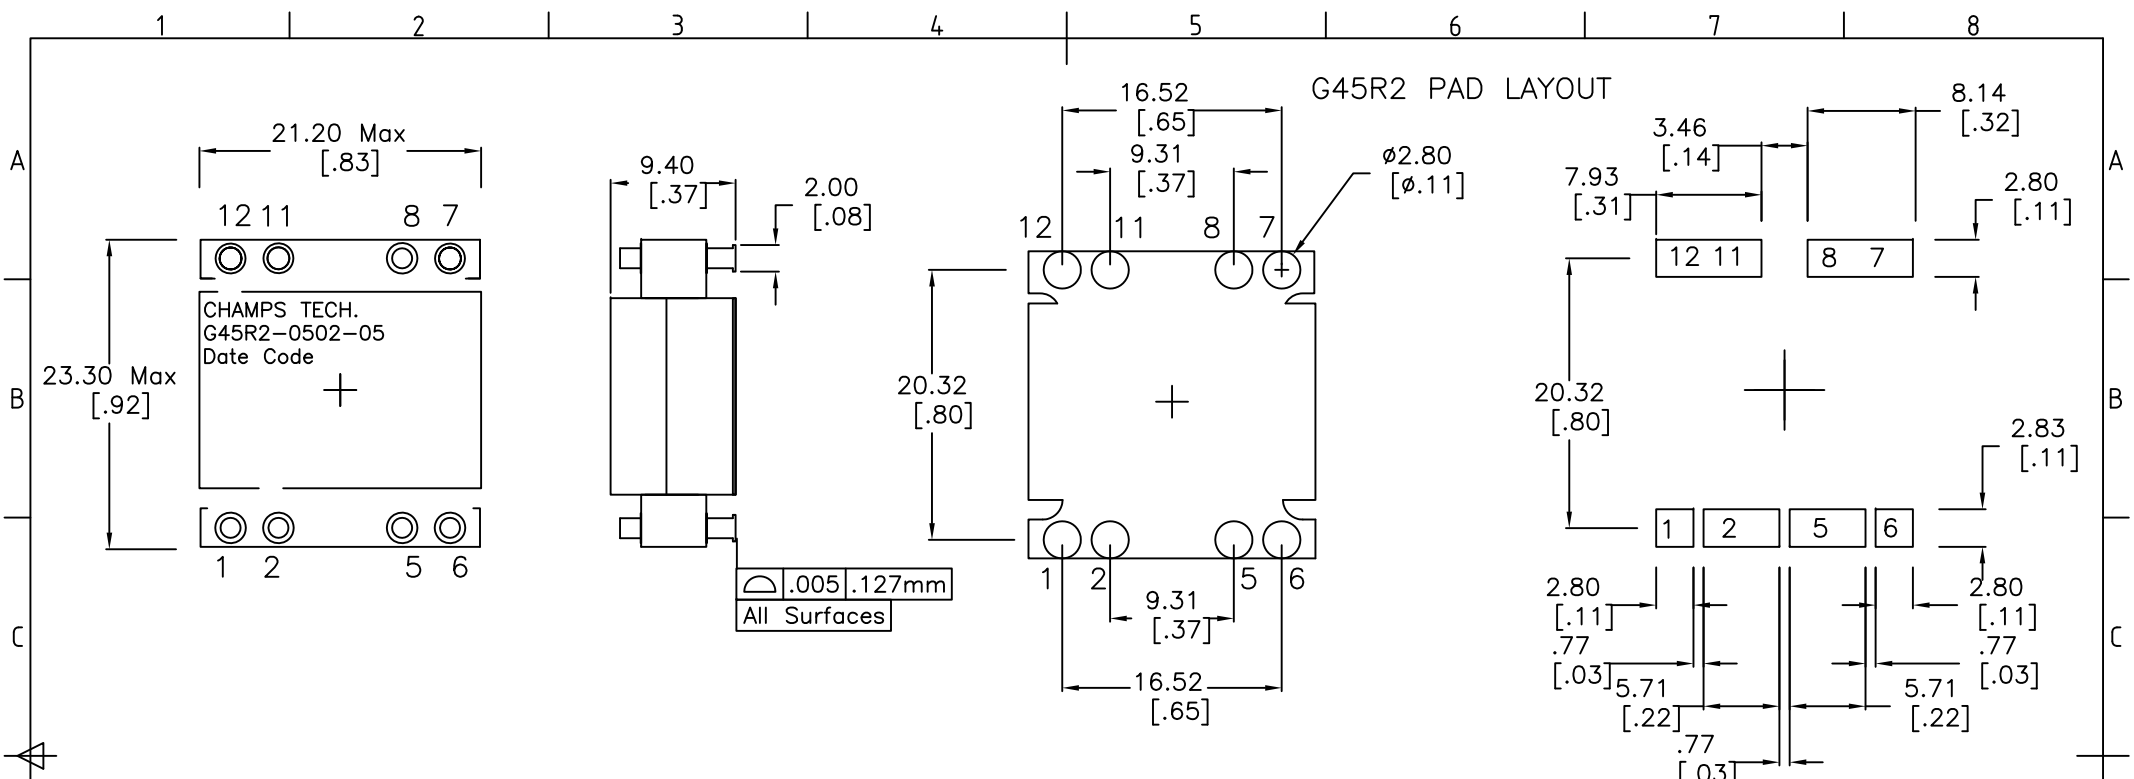 1 2 3 4 5 6 7 8
G45R2 PAD LAYOUT
A
A
B
B
C
C
21.20 Max
[.83]
12 11 8 7
23.30 Max
[.92]
CHAMPS TECH.
G45R2-0502-05
Date Code
1 2 5 6
9.40
[.37]
2.00
[.08]
.005 .127mm
All Surfaces
16.52
[.65]
9.31
[.37]
ø2.80
[ø.11]
12 11 8 7
20.32
[.80]
1 2 5 6
9.31
[.37]
16.52
[.65]
8.14
[.32]
3.46
[.14]
7.93
[.31]
2.80
[.11]
12 11 8 7
20.32
[.80]
2.83
[.11]
1 2 5 6
2.80
[.11]
2.80
[.11]
.77
[.03]
.77
[.03]
5.71
[.22]
5.71
[.22]
.77
[.03]